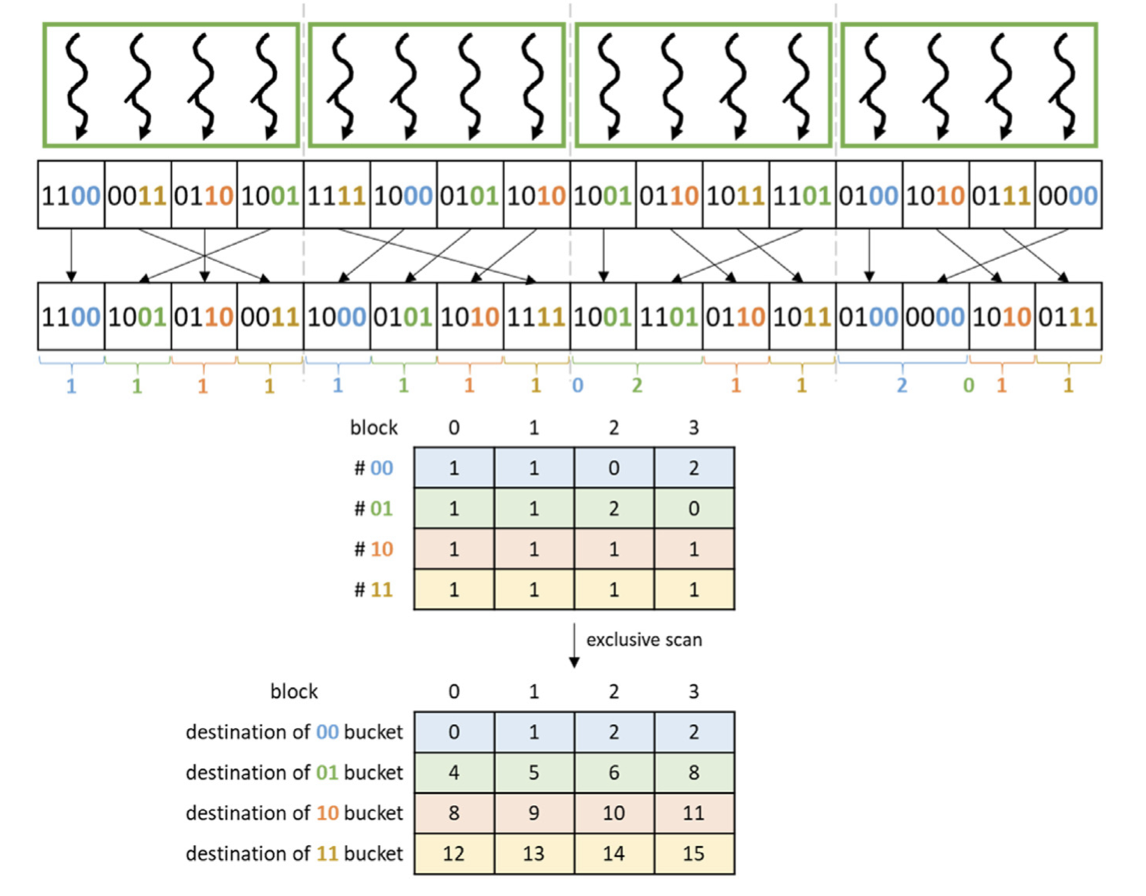 1100 0011 0110 1001 1111 1000 0101 1010 1001 0110 1011 1101 0100 1010 0111 0000
1100 1001 0110 0011 1000 0101 1010 1111 1001 1101 0110 1011 0100 0000 1010 0111
1 1 1 1 1 1 1 1 0 2 1 1 2 0 1 1
block 0 1 2 3
# 00 1 1 0 2
# 01 1 1 2 0
# 10 1 1 1 1
# 11 1 1 1 1
exclusive scan
block 0 1 2 3
destination of 00 bucket 0 1 2 2
destination of 01 bucket 4 5 6 8
destination of 10 bucket 8 9 10 11
destination of 11 bucket 12 13 14 15